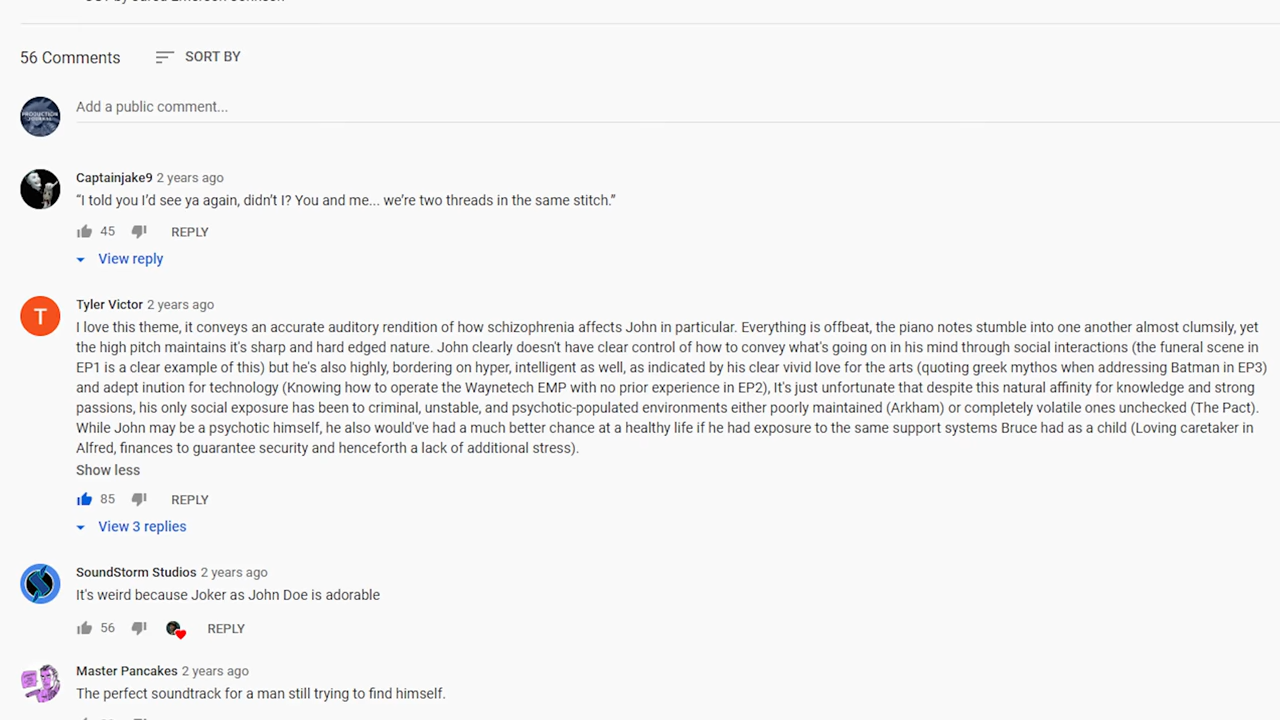 OST by Jared Emerson-Johnson
56 Comments
SORT BY
PRODUCTION
Add a public comment...
Captainjake9 2 years ago
“I told you I’d see ya again, didn’t I? You and me... we’re two threads in the same stitch.”
45 REPLY
View reply
T
Tyler Victor 2 years ago
I love this theme, it conveys an accurate auditory rendition of how schizophrenia affects John in particular. Everything is offbeat, the piano notes stumble into one another almost clumsily, yet
the high pitch maintains it's sharp and hard edged nature. John clearly doesn't have clear control of how to convey what's going on in his mind through social interactions (the funeral scene in
EP1 is a clear example of this) but he's also highly, bordering on hyper, intelligent as well, as indicated by his clear vivid love for the arts (quoting greek mythos when addressing Batman in EP3)
and adept inution for technology (Knowing how to operate the Waynetech EMP with no prior experience in EP2), It's just unfortunate that despite this natural affinity for knowledge and strong
passions, his only social exposure has been to criminal, unstable, and psychotic-populated environments either poorly maintained (Arkham) or completely volatile ones unchecked (The Pact).
While John may be a psychotic himself, he also would've had a much better chance at a healthy life if he had exposure to the same support systems Bruce had as a child (Loving caretaker in
Alfred, finances to guarantee security and henceforth a lack of additional stress).
Show less
85 REPLY
View 3 replies
SoundStorm Studios 2 years ago
It's weird because Joker as John Doe is adorable
56 REPLY
Master Pancakes 2 years ago
The perfect soundtrack for a man still trying to find himself.